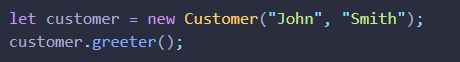 let customer = new Customer("John", "Smith");
customer.greeter();